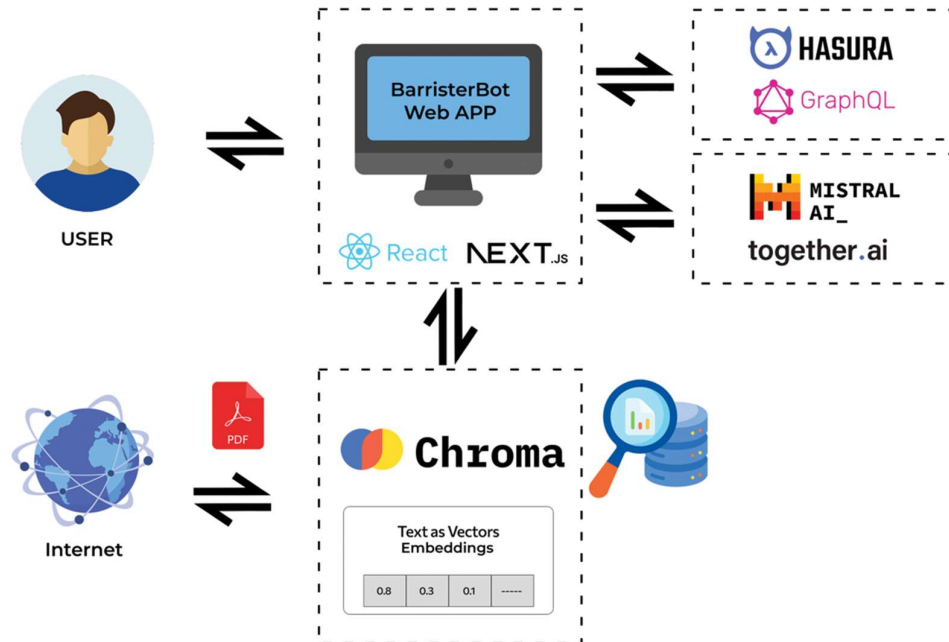 BarristerBot
Web APP
React
NEXT.JS
USER
λ HASURA
GraphQL
MISTRAL
AI_
together.ai
PDF
Internet
Chroma
Text as Vectors
Embeddings
0.8 0.3 0.1 -----